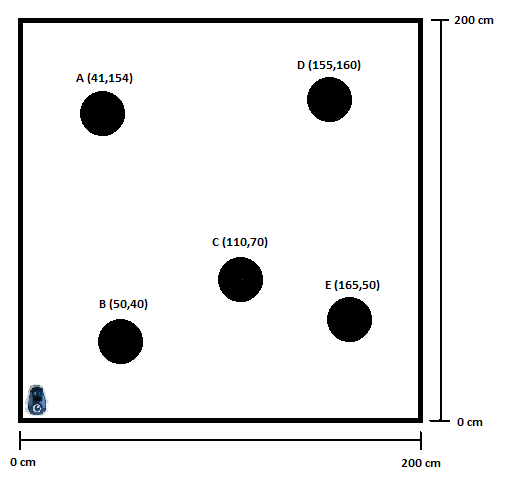 200 cm
D (155,160)
A (41,154)
C (110,70)
E (165,50)
B (50,40)
0 cm
0 cm
200 cm